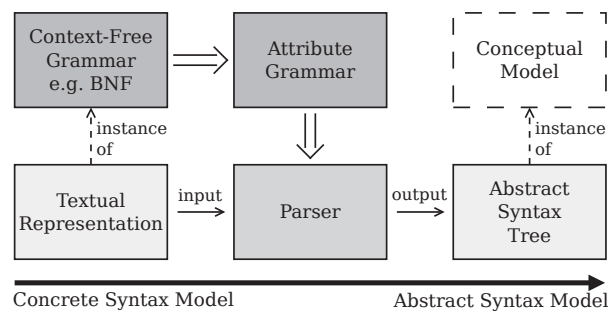 Context-Free
Grammar
e.g. BNF
Attribute
Grammar
Conceptual
Model
instance
of
instance
of
Textual
Representation
input
Parser
output
Abstract
Syntax
Tree
Concrete Syntax Model
Abstract Syntax Model